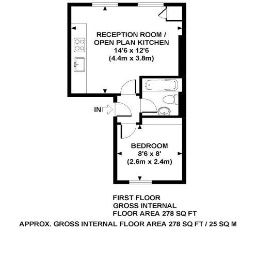 RECEPTION ROOM /
OPEN PLAN KITCHEN
14'6 x 12'6
(4.4m x 3.8m)
IN
BEDROOM
8'6 x 8'
(2.6m x 2.4m)
FIRST FLOOR
GROSS INTERNAL
FLOOR AREA 278 SQ FT
APPROX. GROSS INTERNAL FLOOR AREA 278 SQ FT / 25 SQ M